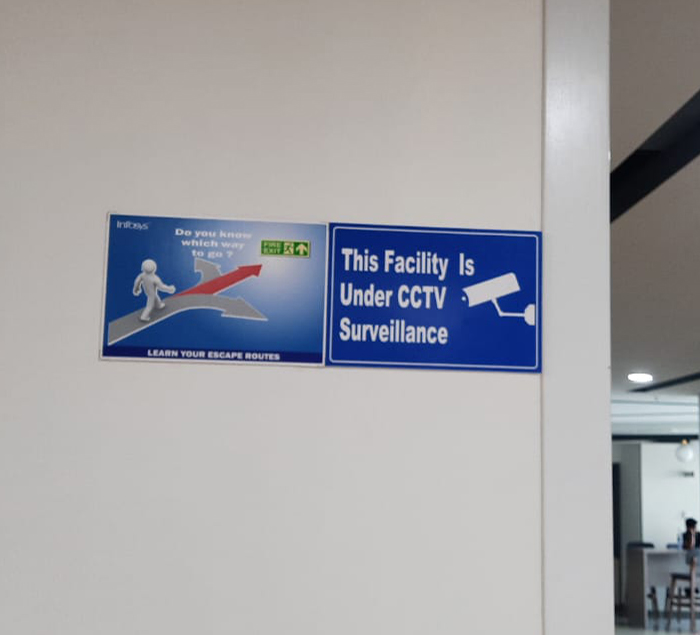 Infosys
Do you know
which way
to go ?
FIRE
EXIT
LEARN YOUR ESCAPE ROUTES
This Facility Is
Under CCTV
Surveillance